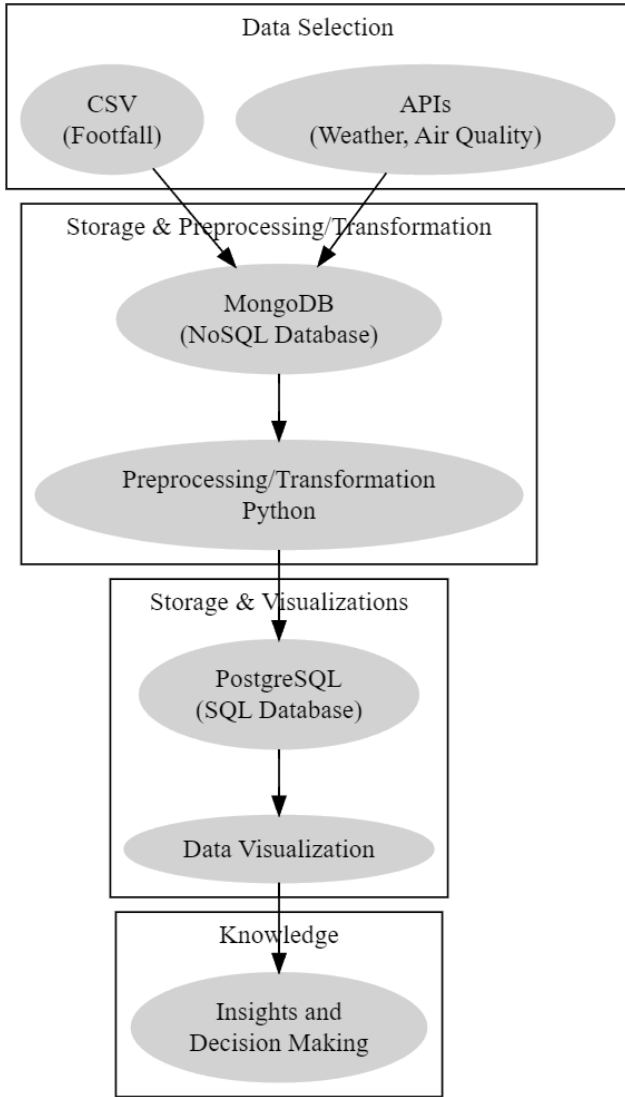 Data Selection
CSV
(Footfall)
APIs
(Weather, Air Quality)
Storage & Preprocessing/Transformation
MongoDB
(NoSQL Database)
Preprocessing/Transformation
Python
Storage & Visualizations
PostgreSQL
(SQL Database)
Data Visualization
Knowledge
Insights and
Decision Making